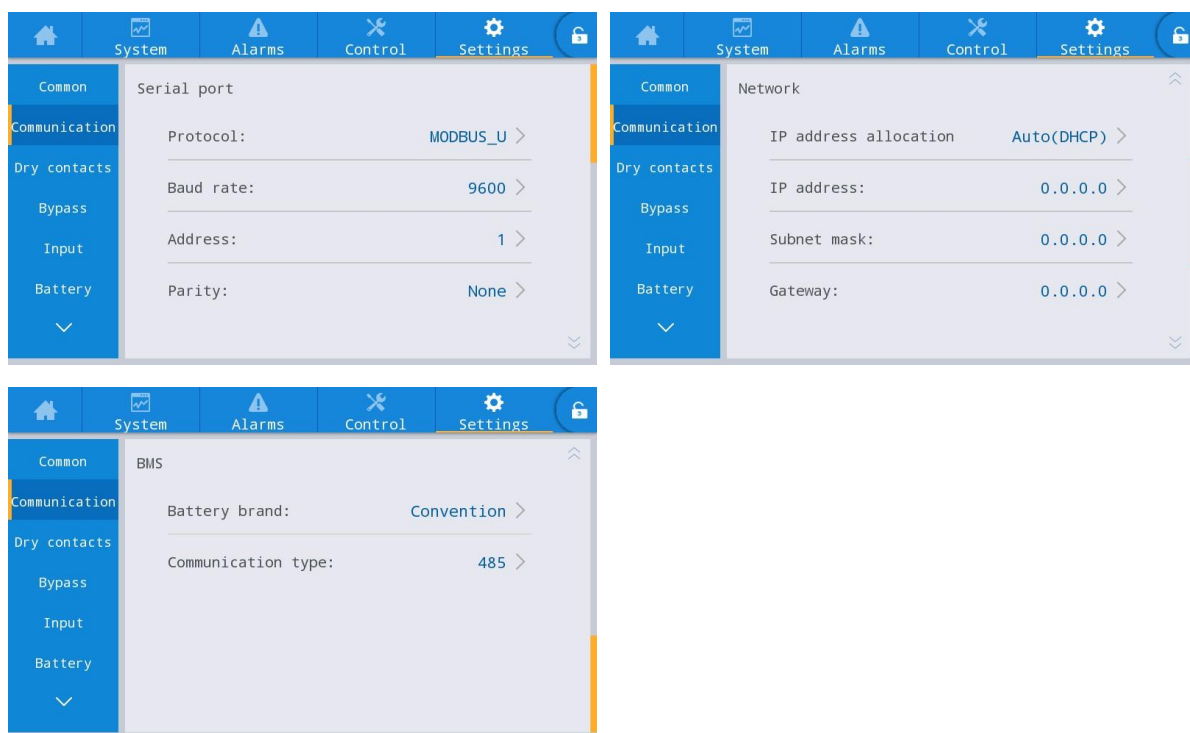 System Alarms Control Settings 3
Common
Communication
Dry contacts
Bypass
Input
Battery
Serial port
Protocol: MODBUS_U
Baud rate: 9600
Address: 1
Parity: None
System Alarms Control Settings 3
Common
Communication
Dry contacts
Bypass
Input
Battery
Network
IP address allocation Auto(DHCP)
IP address: 0.0.0.0
Subnet mask: 0.0.0.0
Gateway: 0.0.0.0
System Alarms Control Settings 3
Common
Communication
Dry contacts
Bypass
Input
Battery
BMS
Battery brand: Convention
Communication type: 485